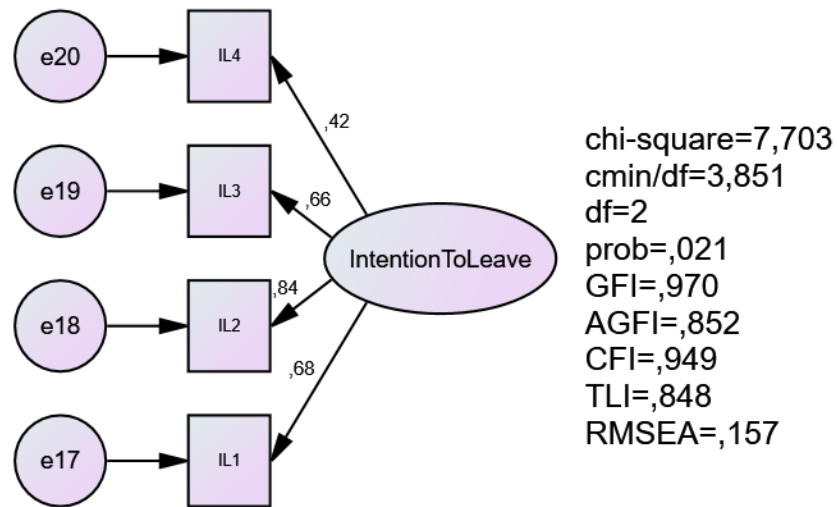 e20
IL4
,42
e19
IL3
,66
IntentionToLeave
e18
IL2
,84
,68
e17
IL1
chi-square=7,703
cmin/df=3,851
df=2
prob=,021
GFI=,970
AGFI=,852
CFI=,949
TLI=,848
RMSEA=,157